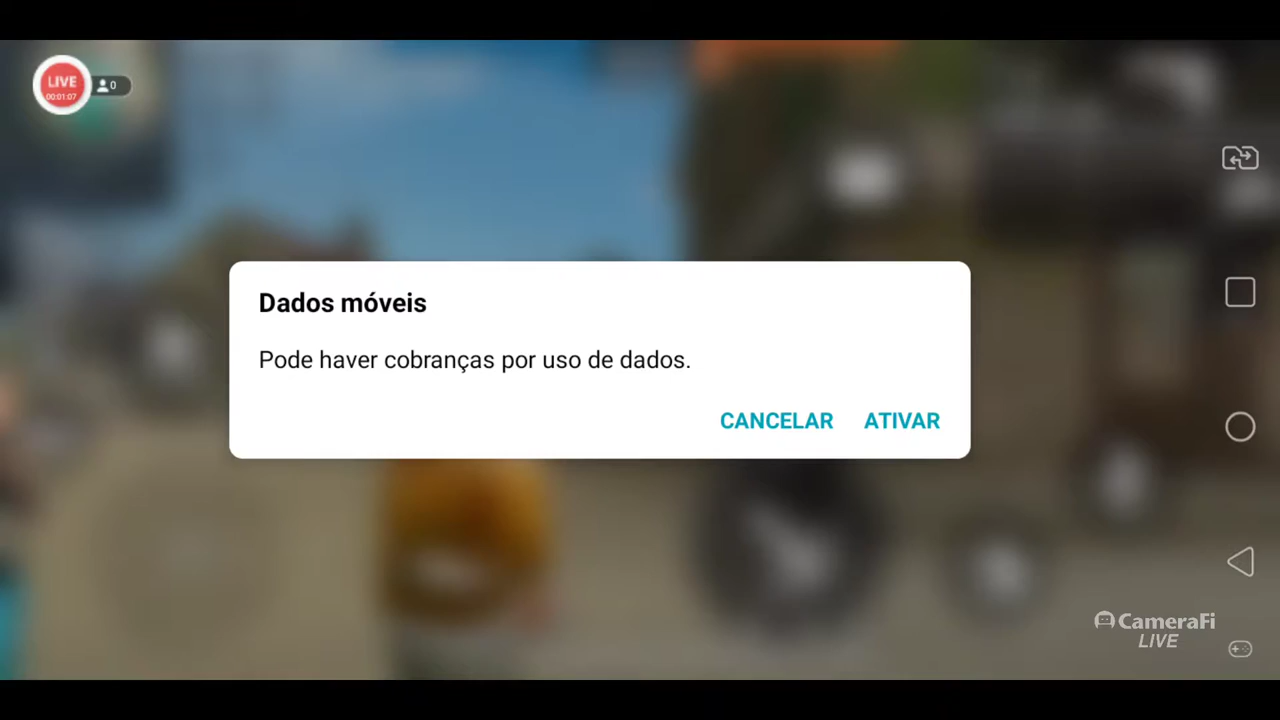 LIVE
00:01:07
0
Dados móveis
Pode haver cobranças por uso de dados.
CANCELAR ATIVAR
CameraFi
LIVE